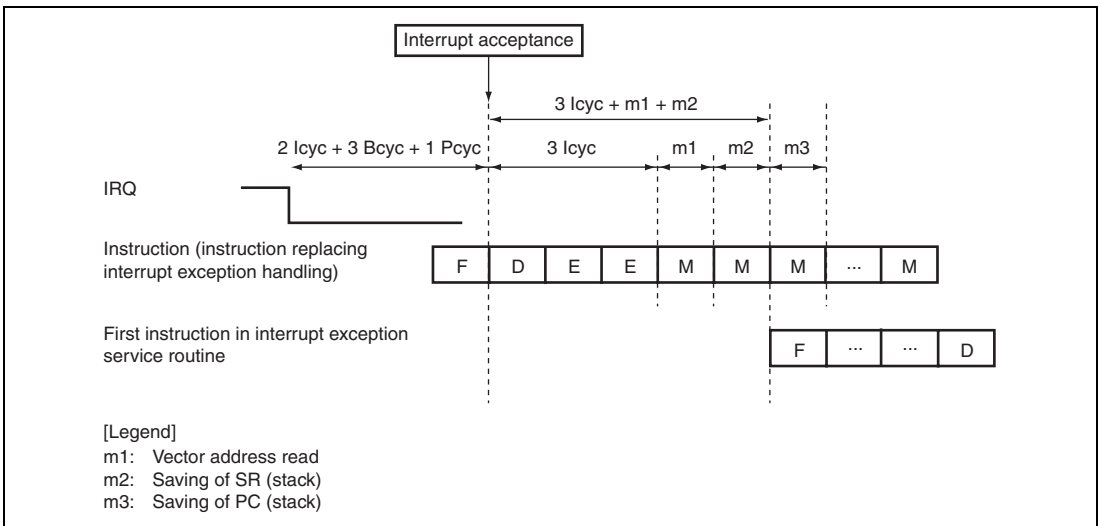 Interrupt acceptance
3 Icyc + m1 + m2
2 Icyc + 3 Bcyc + 1 Pcyc 3 Icyc m1 m2 m3
IRQ
Instruction (instruction replacing
interrupt exception handling)
F D E E M M M ... M
First instruction in interrupt exception
service routine
F ... ... D
[Legend]
m1: Vector address read
m2: Saving of SR (stack)
m3: Saving of PC (stack)